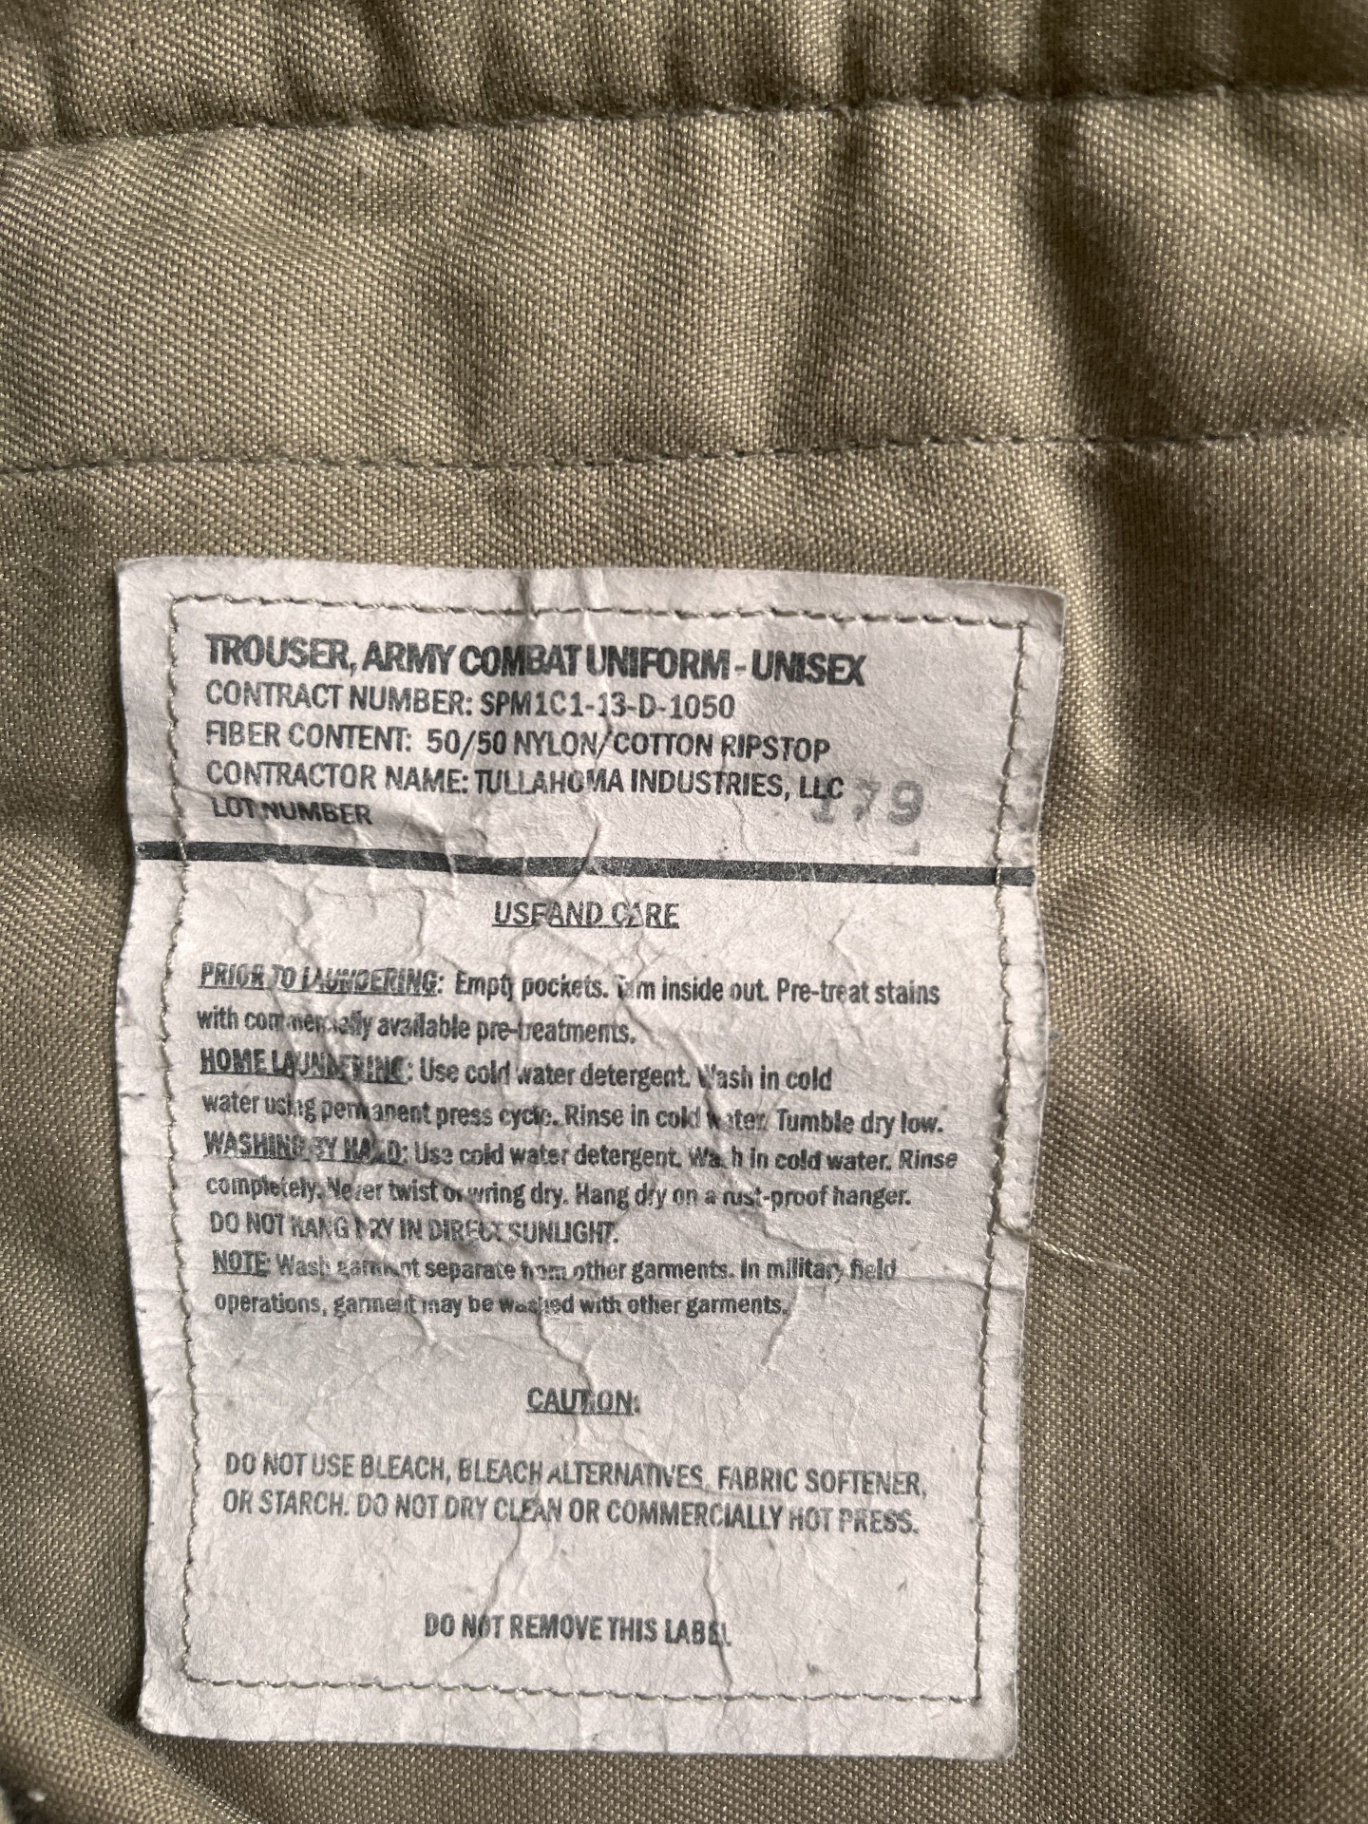 TROUSER, ARMY COMBAT UNIFORM - UNISEX
CONTRACT NUMBER: SPM1C1-13-D-1050
FIBER CONTENT: 50/50 NYLON/COTTON RIPSTOP
CONTRACTOR NAME: TULLAHOMA INDUSTRIES, LLC
LOT NUMBER 179
USE AND CARE
PRIOR TO LAUNDERING: Empty pockets. Turn inside out. Pre-treat stains
with commercially available pre-treatments.
HOME LAUNDERING: Use cold water detergent. Wash in cold
water using permanent press cycle. Rinse in cold water. Tumble dry low.
WASHING BY HAND: Use cold water detergent. Wash in cold water. Rinse
completely. Never twist or wring dry. Hang dry on a rust-proof hanger.
DO NOT HANG DRY IN DIRECT SUNLIGHT.
NOTE: Wash garment separate from other garments. In military field
operations, garment may be washed with other garments.
CAUTION:
DO NOT USE BLEACH, BLEACH ALTERNATIVES, FABRIC SOFTENER,
OR STARCH. DO NOT DRY CLEAN OR COMMERCIALLY HOT PRESS.
DO NOT REMOVE THIS LABEL